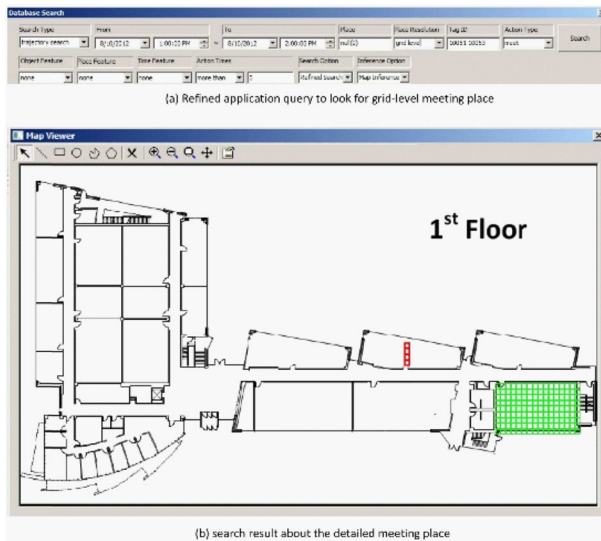 Database Search
Search Type From To Place Place Resolution Tag ID Action Type
trajectory search 8/10/2012 1:00:00 PM ~ 8/10/2012 2:00:00 PM null(0) grid level 10051 10053 meet Search
Object Feature Place Feature Time Feature Action Times Search Option Inference Option
none none none more than 0 Refined search Map Inference
(a) Refined application query to look for grid-level meeting place
Map Viewer
1st Floor
(b) search result about the detailed meeting place